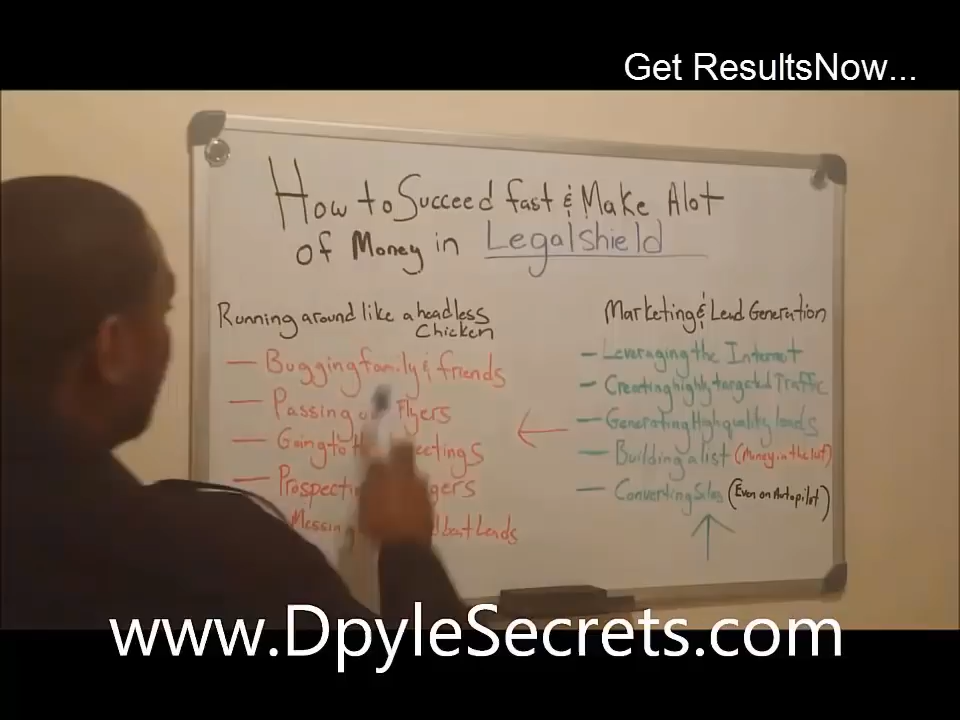 Get ResultsNow...
How to Succeed fast & Make Alot
of Money in Legalshield
Running around like a headless
Chicken
— Bugging family & friends
— Passing Flyers
— Going to
— 
Leads
Marketing & Lead Generation
— Leveraging the Internet
— Creating highly targeted Traffic
— Generating High quality leads
— Building a list (Money in the list)
— Converting Sales (Even on Autopilot)
www.DpyleSecrets.com